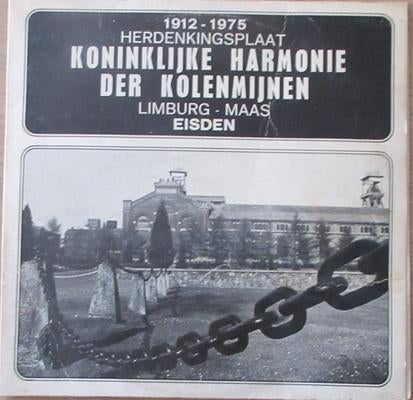 1912 - 1975
HERDENKINGSPLAAT
KONINKLIJKE HARMONIE
DER KOLENMIJNEN
LIMBURG - MAAS
EISDEN